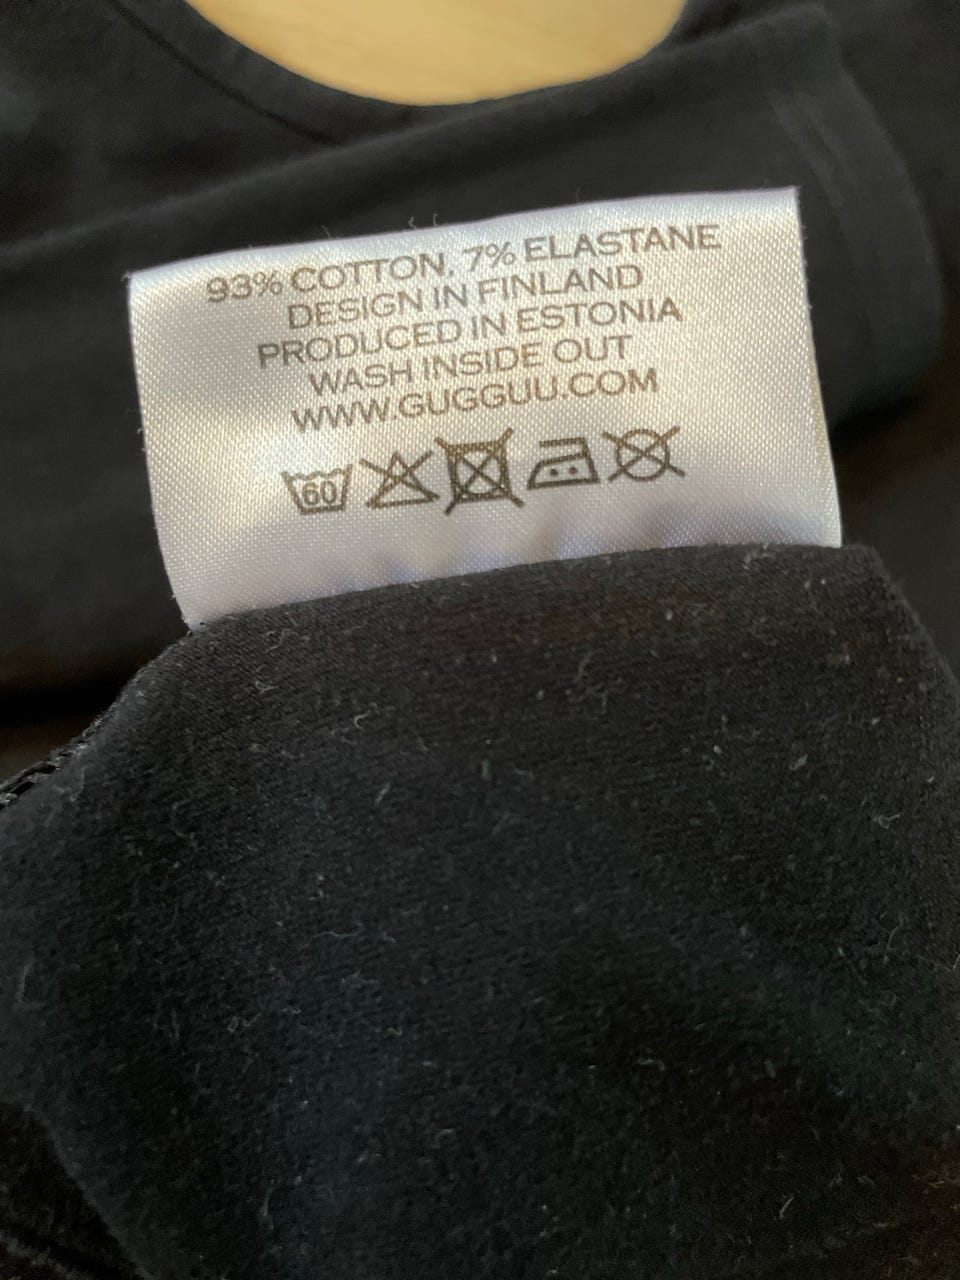 93% COTTON, 7% ELASTANE
DESIGN IN FINLAND
PRODUCED IN ESTONIA
WASH INSIDE OUT
WWW.GUGGUU.COM
60